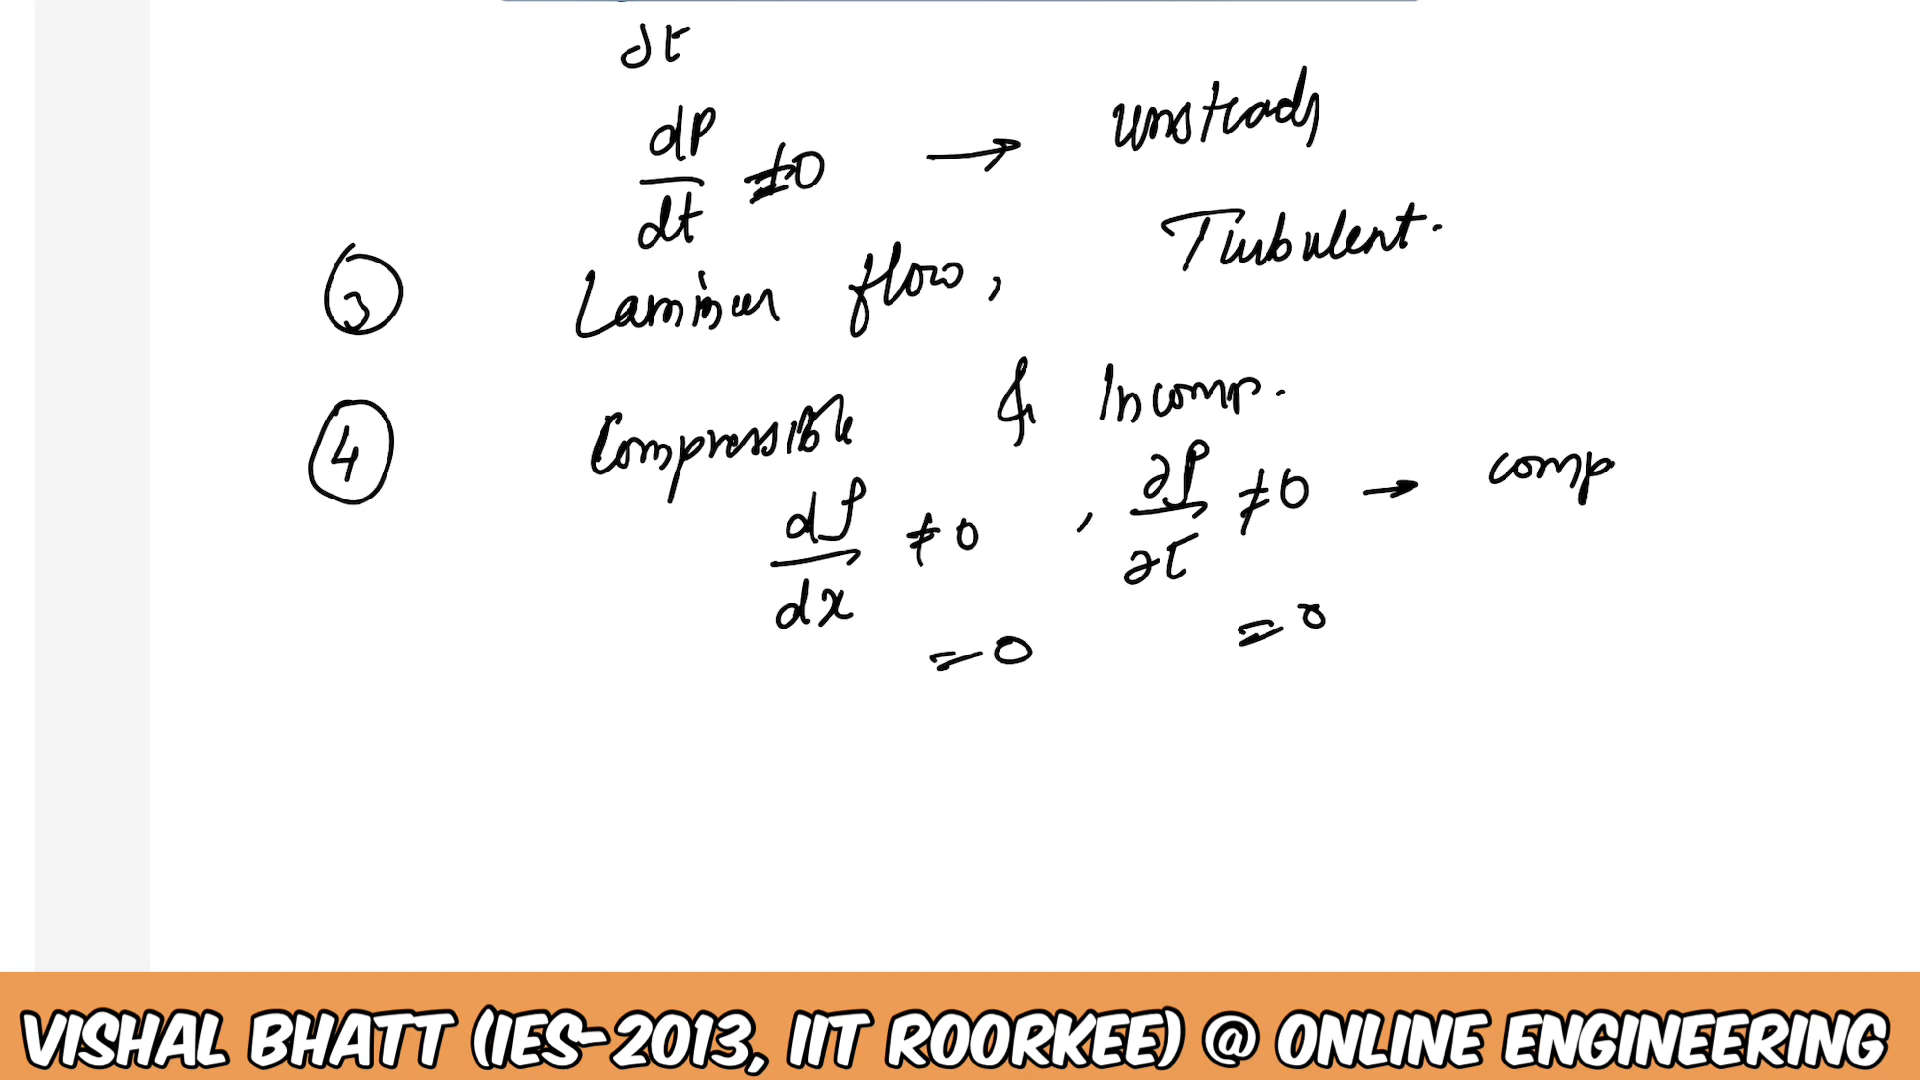 dt
dP/dt ≠0 → unsteady
③ Laminar flow, Turbulent.
④ Compressible & Incomp.
dρ/dx ≠ 0 , ∂ρ/∂t ≠0 → comp
=0 =0
VISHAL BHATT (IES-2013, IIT ROORKEE) @ ONLINE ENGINEERING